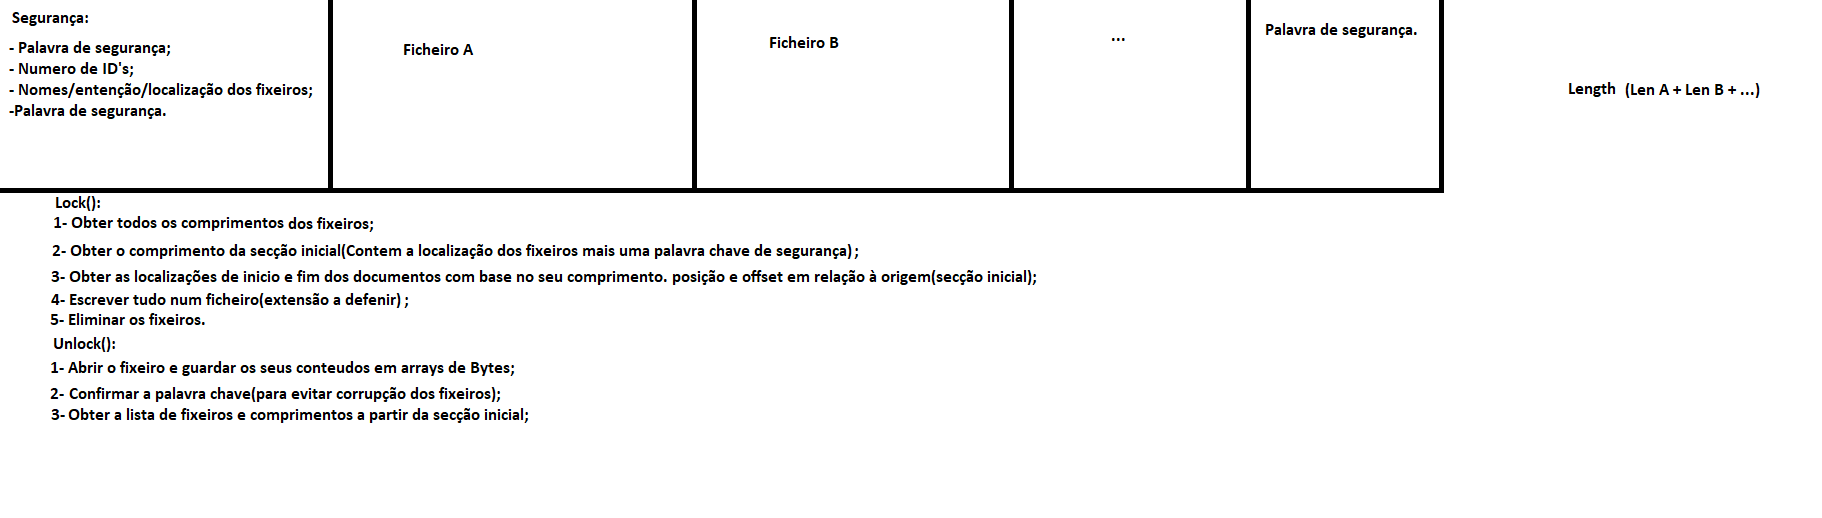 Segurança:
- Palavra de segurança;
- Numero de ID's;
- Nomes/entenção/localização dos fixeiros;
-Palavra de segurança.
Ficheiro A
Ficheiro B
...
Palavra de segurança.
Length (Len A + Len B + ...)
Lock():
1- Obter todos os comprimentos dos fixeiros;
2- Obter o comprimento da secção inicial(Contem a localização dos fixeiros mais uma palavra chave de segurança);
3- Obter as localizações de inicio e fim dos documentos com base no seu comprimento. posição e offset em relação à origem(secção inicial);
4- Escrever tudo num ficheiro(extensão a defenir) ;
5- Eliminar os fixeiros.
Unlock():
1- Abrir o fixeiro e guardar os seus conteudos em arrays de Bytes;
2- Confirmar a palavra chave(para evitar corrupção dos fixeiros);
3- Obter a lista de fixeiros e comprimentos a partir da secção inicial;